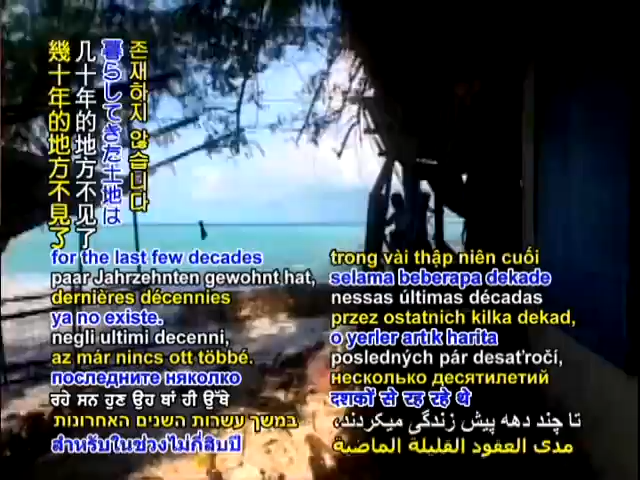 幾十年的地方不見了
几十年的地方不见了
暮らしてきた土地は
존재하지 않습니다
for the last few decades
paar Jahrzehnten gewohnt hat,
dernières décennies
ya no existe.
negli ultimi decenni,
az már nincs ott többé.
последните няколко
ਰਹੇ ਸਨ ਹੁਣ ਉਹ ਥਾਂ ਹੀ ਉੱਥੇ
במשך עשרות השנים האחרונות
สำหรับในช่วงไม่กี่สิบปี
trong vài thập niên cuối
selama beberapa dekade
nessas últimas décadas
przez ostatnich kilka dekad,
o yerler artık harita
posledných pár desaťročí,
несколько десятилетий
दशकों से रह रहे थे
تا چند دهه پیش زندگی میکردند،
مدى العقود القليلة الماضية